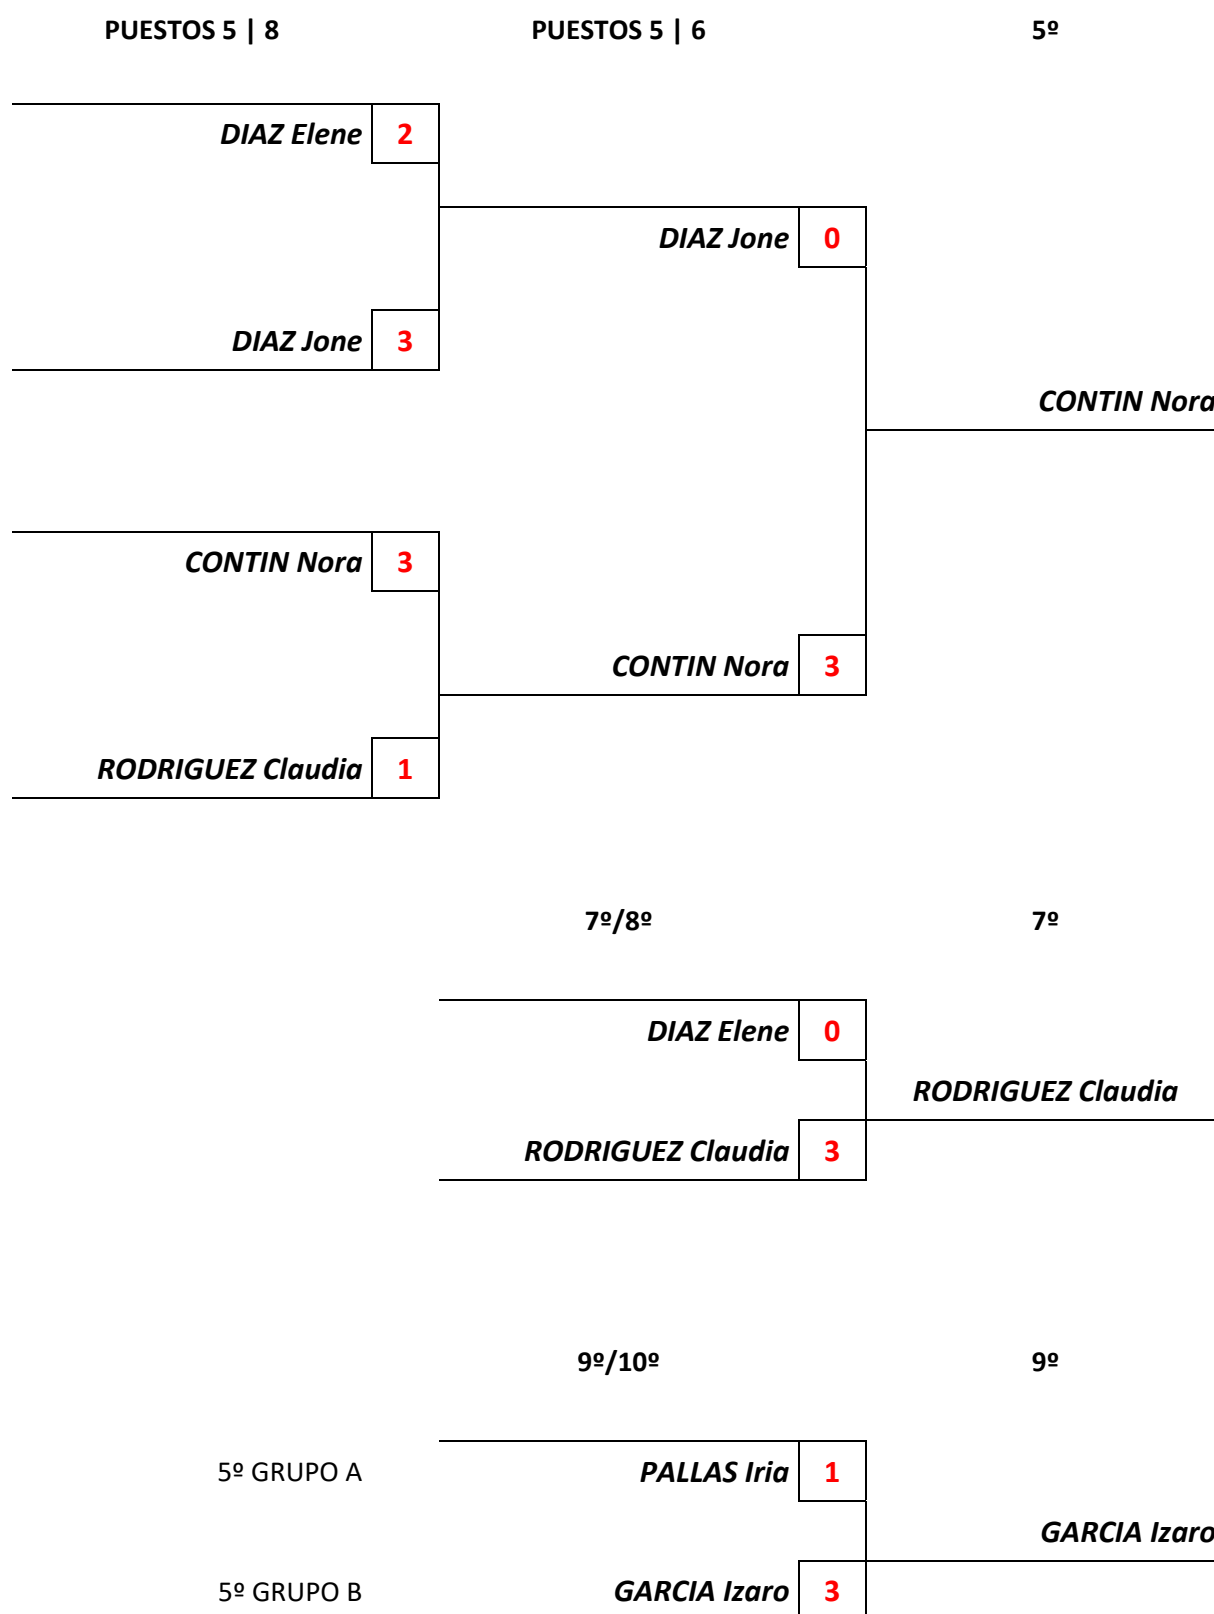 PUESTOS 5 | 8 PUESTOS 5 | 6 5º
DIAZ Elene 2
DIAZ Jone 0
DIAZ Jone 3
CONTIN Nora
CONTIN Nora 3
CONTIN Nora 3
RODRIGUEZ Claudia 1
7º/8º 7º
DIAZ Elene 0
RODRIGUEZ Claudia
RODRIGUEZ Claudia 3
9º/10º 9º
5º GRUPO A PALLAS Iria 1
GARCIA Izaro
5º GRUPO B GARCIA Izaro 3